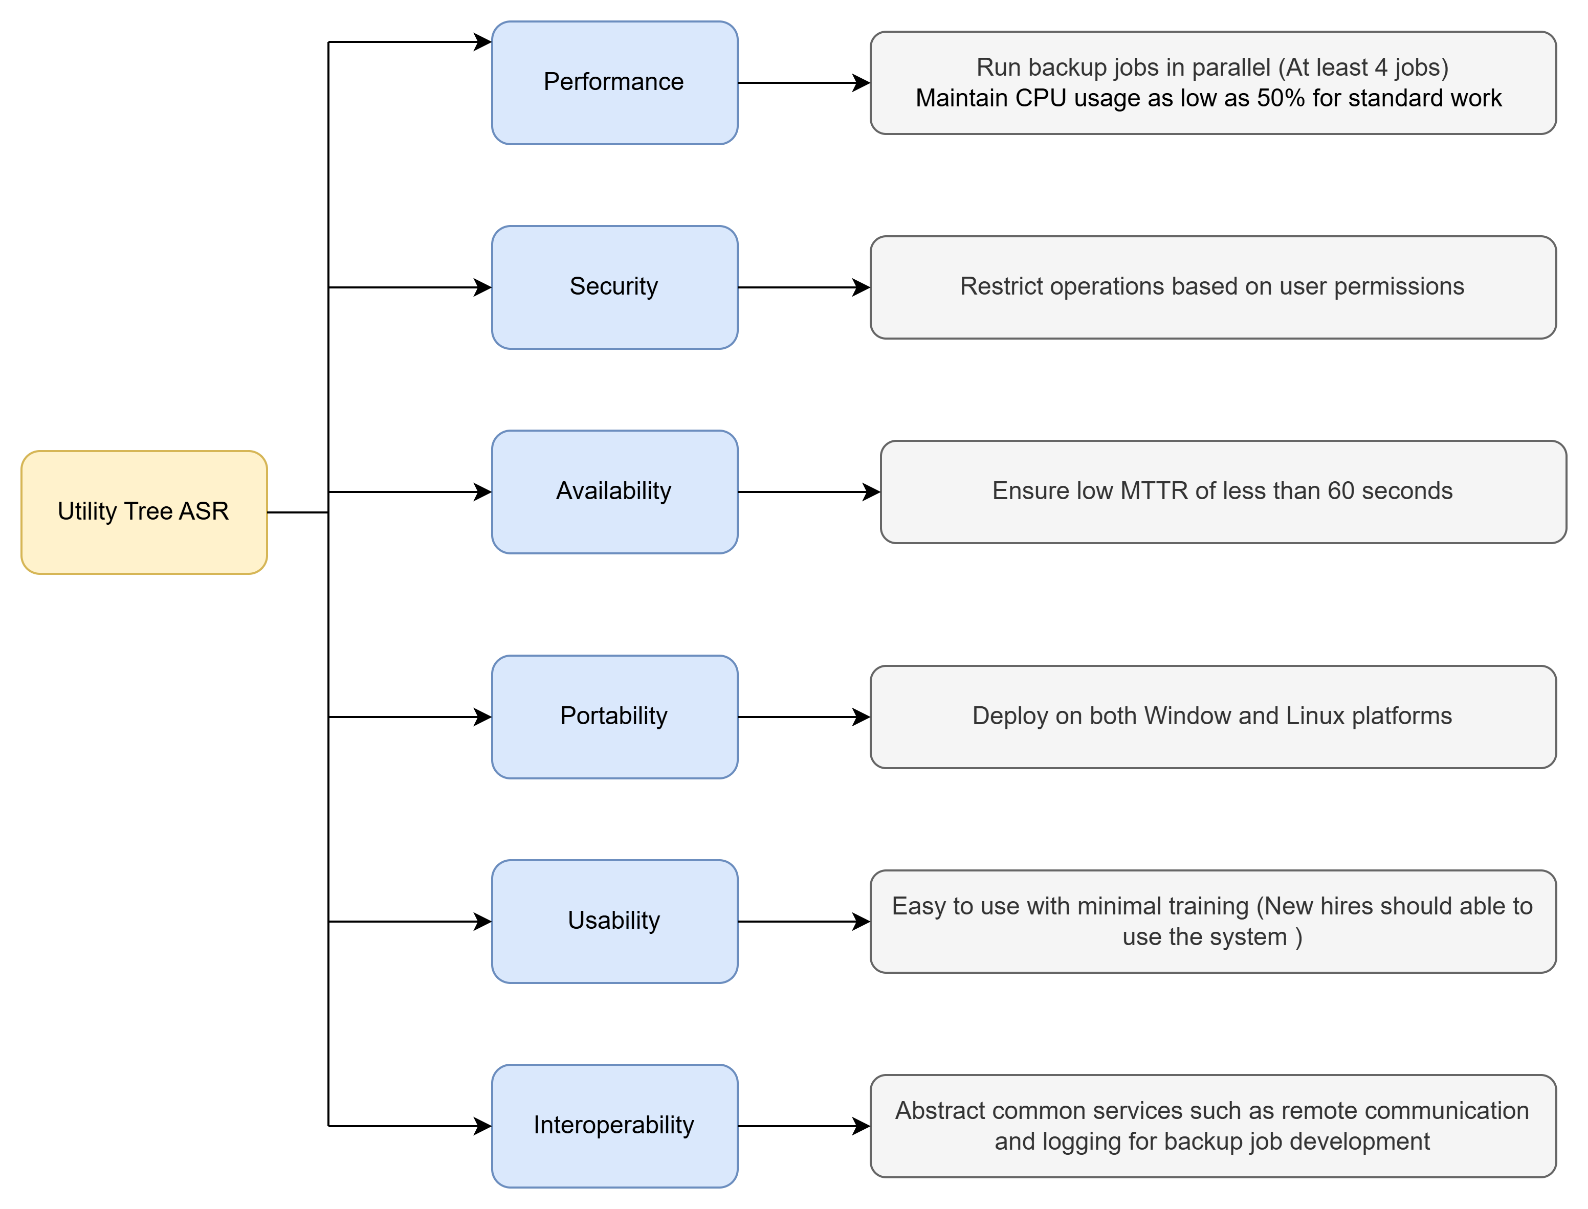 Performance
Run backup jobs in parallel (At least 4 jobs)
Maintain CPU usage as low as 50% for standard work
Security
Restrict operations based on user permissions
Availability
Ensure low MTTR of less than 60 seconds
Utility Tree ASR
Portability
Deploy on both Window and Linux platforms
Usability
Easy to use with minimal training (New hires should able to
use the system )
Interoperability
Abstract common services such as remote communication
and logging for backup job development